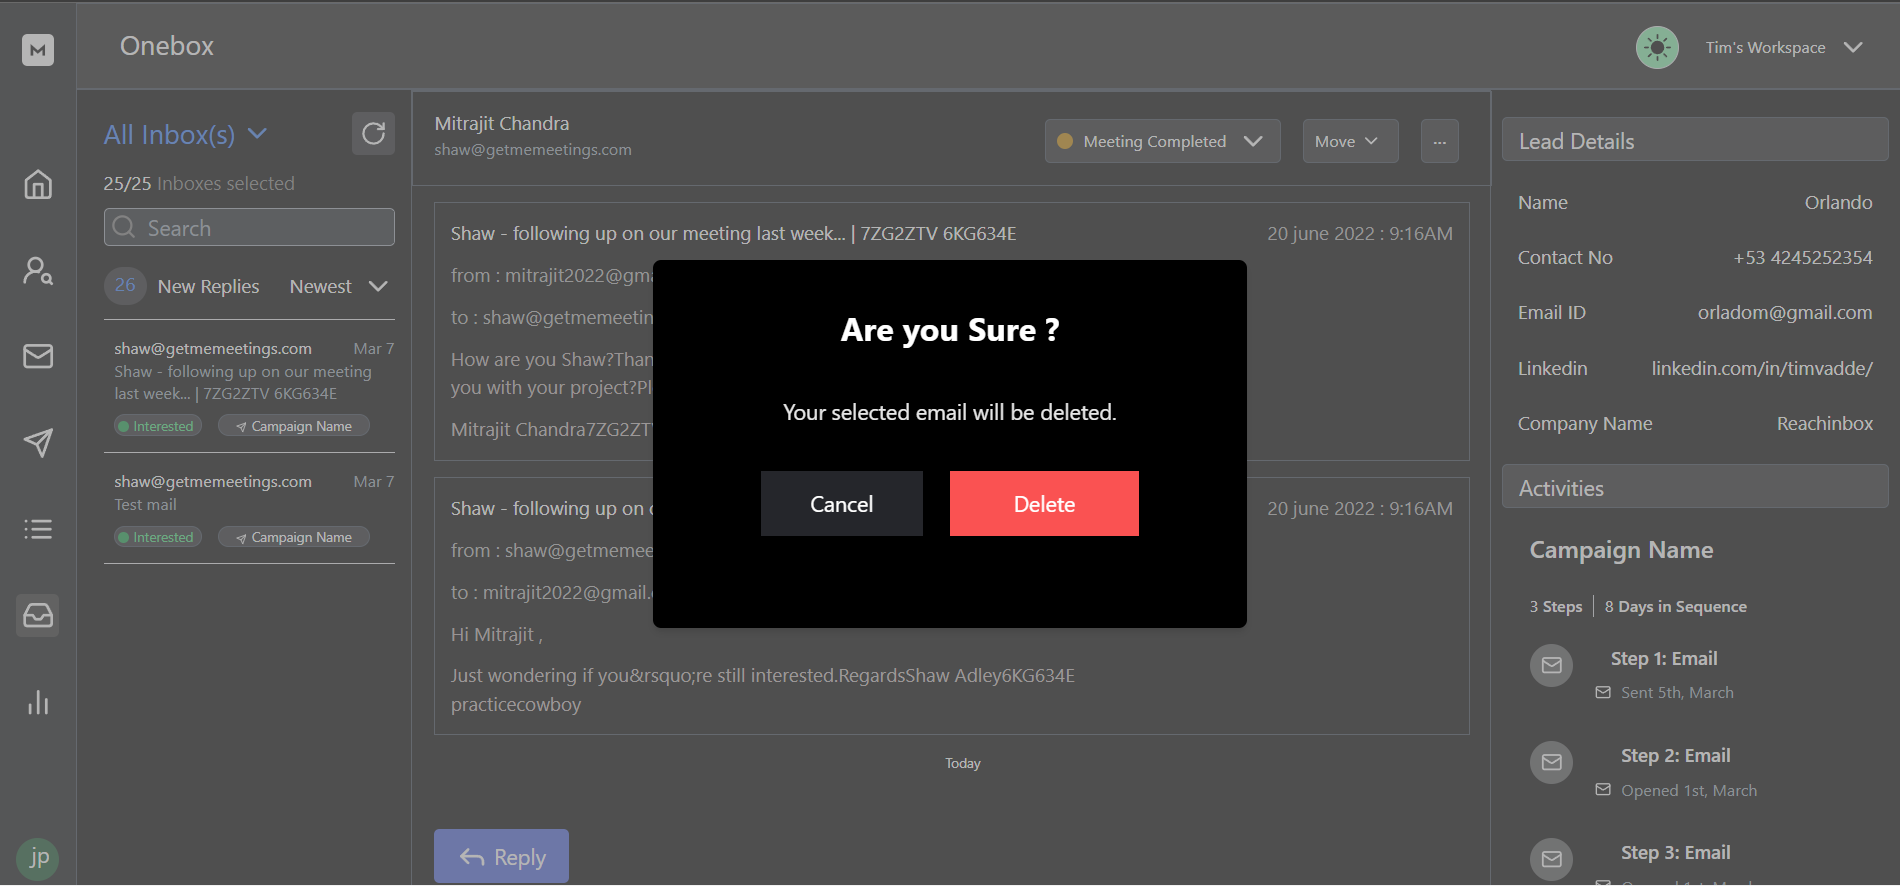 M
Onebox
Tim's Workspace
All Inbox(s)
25/25 Inboxes selected
Search
26 New Replies Newest
shaw@getmemeetings.com Mar 7
Shaw - following up on our meeting
last week... | 7ZG2ZTV 6KG634E
Interested Campaign Name
shaw@getmemeetings.com Mar 7
Test mail
Interested Campaign Name
jp
Mitrajit Chandra
shaw@getmemeetings.com
Meeting Completed Move ...
Shaw - following up on our meeting last week... | 7ZG2ZTV 6KG634E 20 june 2022 : 9:16AM
from : mitrajit2022@gma
to : shaw@getmemeetin
How are you Shaw?Than
you with your project?Pl
Mitrajit Chandra7ZG2ZT
Are you Sure ?
Your selected email will be deleted.
Cancel Delete
Shaw - following up on 20 june 2022 : 9:16AM
from : shaw@getmemee
to : mitrajit2022@gmail.
Hi Mitrajit ,
Just wondering if you&rsquo;re still interested.RegardsShaw Adley6KG634E
practicecowboy
Today
Reply
Lead Details
Name Orlando
Contact No +53 4245252354
Email ID orladom@gmail.com
Linkedin linkedin.com/in/timvadde/
Company Name Reachinbox
Activities
Campaign Name
3 Steps 8 Days in Sequence
Step 1: Email
Sent 5th, March
Step 2: Email
Opened 1st, March
Step 3: Email